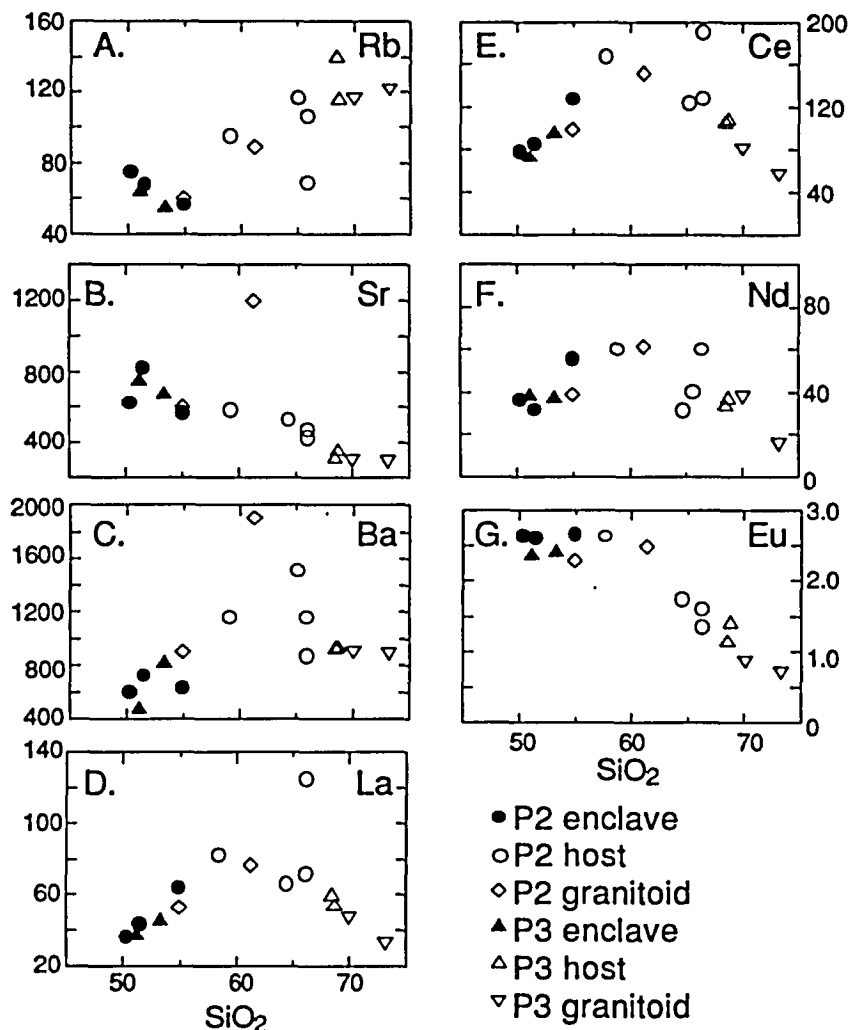 A. Rb
160
120
80
40
B. Sr
1200
800
400
C. Ba
2000
1600
1200
800
400
D. La
140
100
60
20
50 60 70
SiO2
E. Ce
200
120
40
F. Nd
80
40
0
G. Eu
3.0
2.0
1.0
0
50 60 70
SiO2
P2 enclave
P2 host
P2 granitoid
P3 enclave
P3 host
P3 granitoid